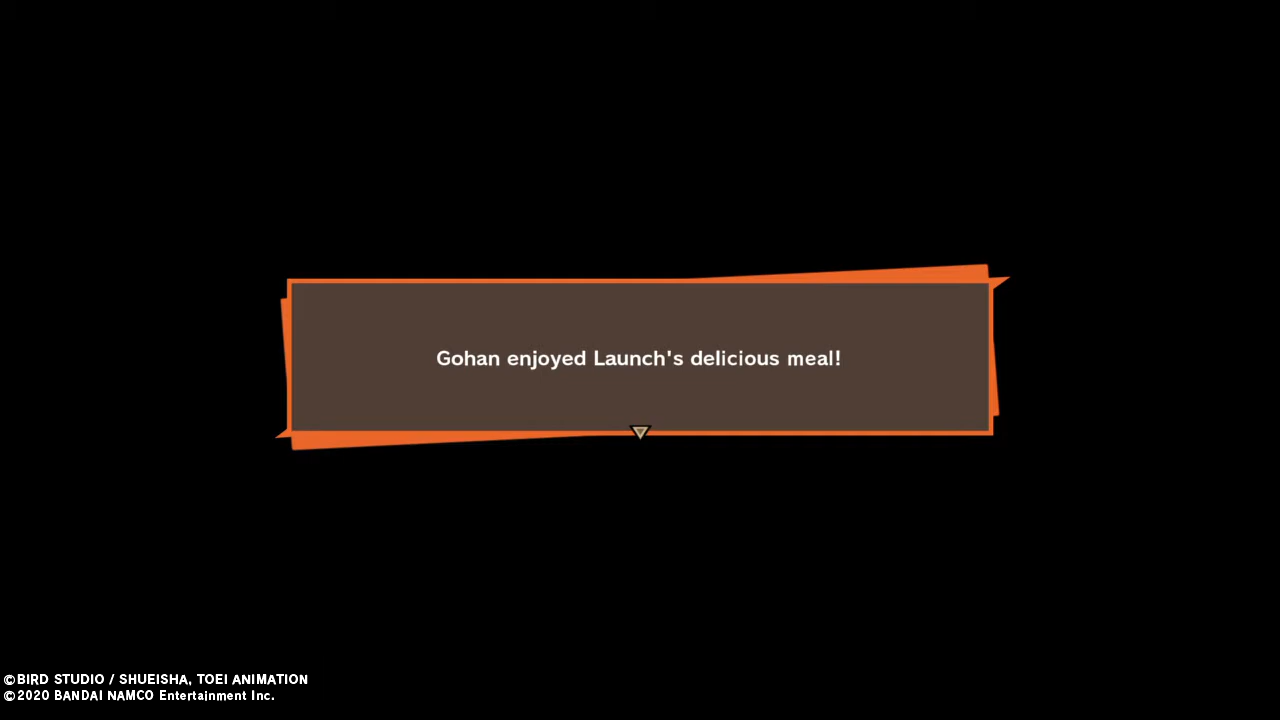 Gohan enjoyed Launch's delicious meal!
©BIRD STUDIO / SHUEISHA, TOEI ANIMATION
©2020 BANDAI NAMCO Entertainment Inc.